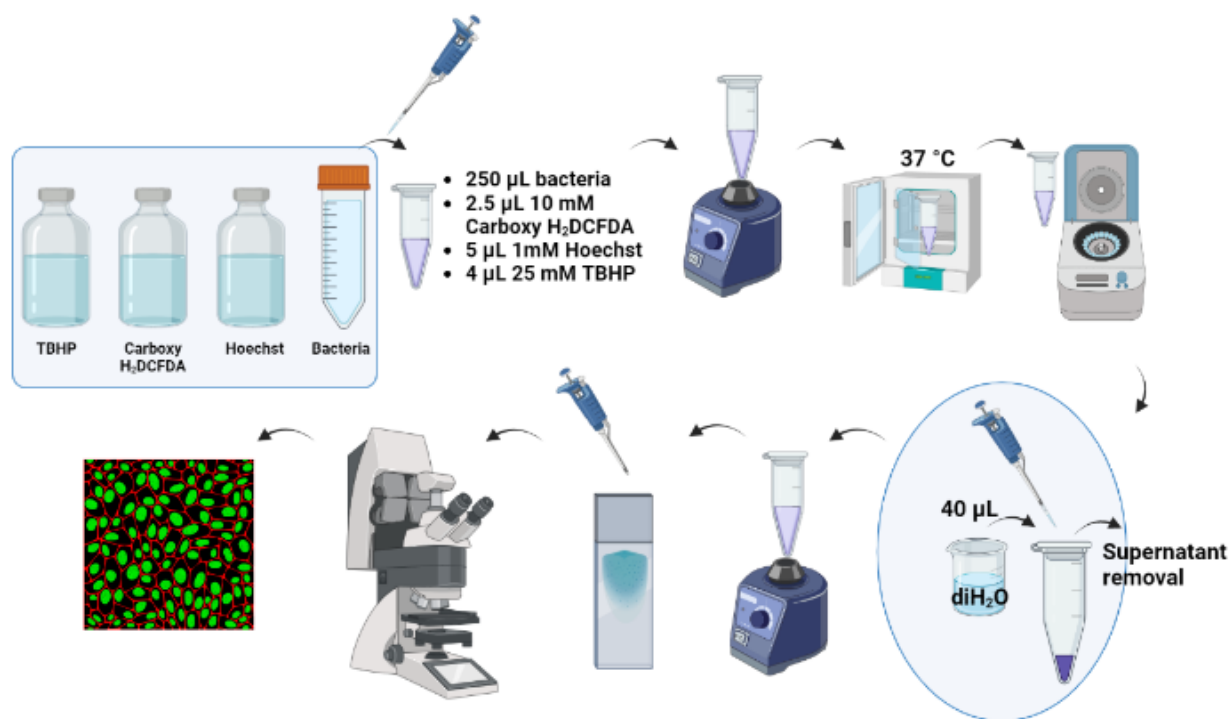 TBHP
Carboxy
H₂DCFDA
Hoechst
Bacteria
• 250 µL bacteria
• 2.5 µL 10 mM
Carboxy H₂DCFDA
• 5 µL 1mM Hoechst
• 4 µL 25 mM TBHP
37 °C
40 µL
diH₂O
Supernatant
removal